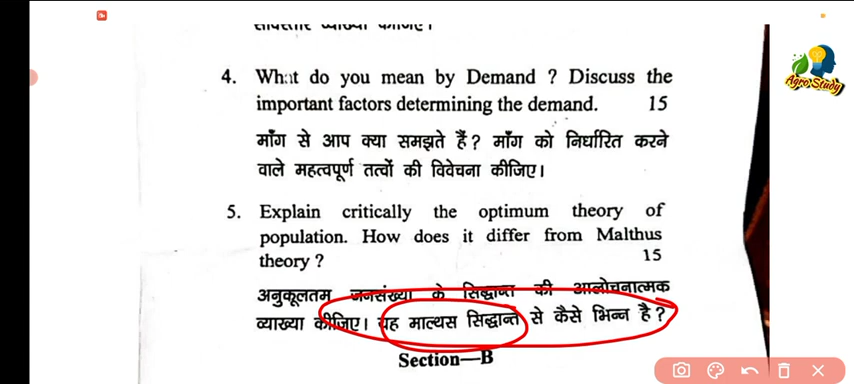 4. What do you mean by Demand ? Discuss the
important factors determining the demand. 15
माँग से आप क्या समझते हैं ? माँग को निर्धारित करने
वाले महत्वपूर्ण तत्वों की विवेचना कीजिए।
5. Explain critically the optimum theory of
population. How does it differ from Malthus
theory ? 15
अनुकूलतम जनसंख्या के सिद्धान्त की आलोचनात्मक
व्याख्या कीजिए। यह माल्थस सिद्धान्त से कैसे भिन्न है ?
Section—B
Agro Study